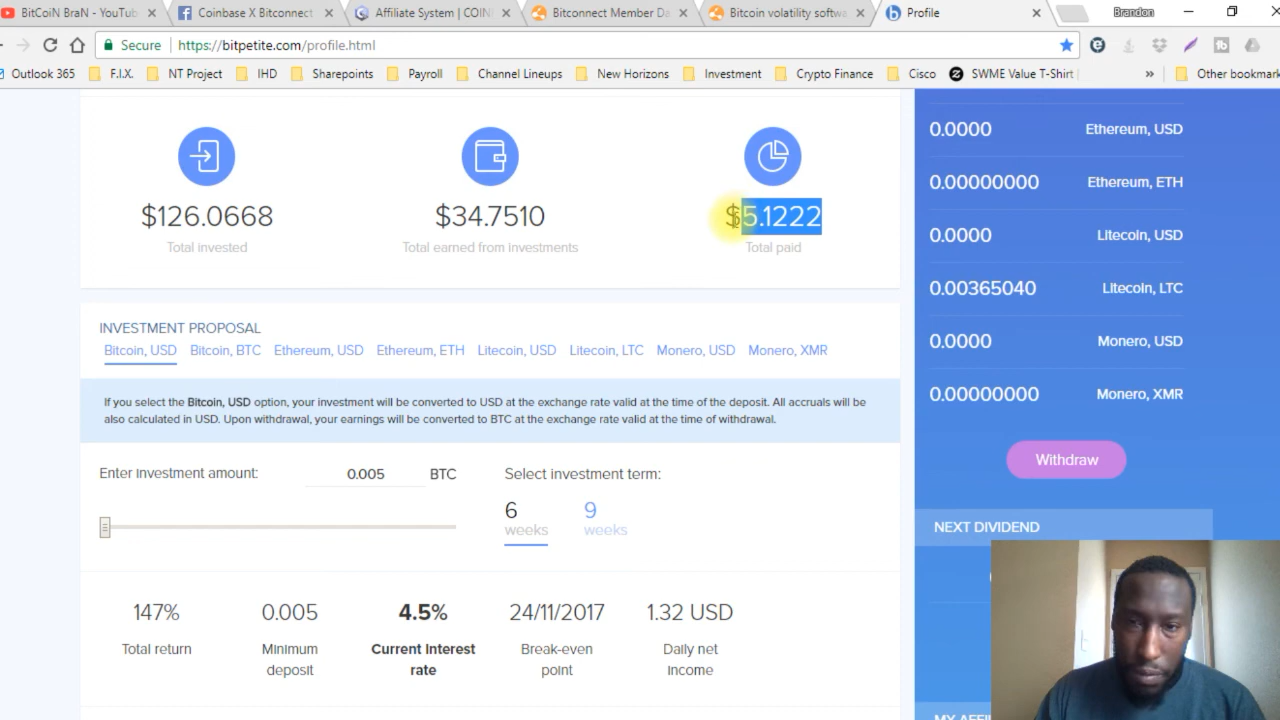 BitCoiN BraN - YouTub
Coinbase X Bitconnect
Affiliate System | COIN
Bitconnect Member Da
Bitcoin volatility softwa
Profile
Brandon
Secure
https://bitpetite.com/profile.html
Outlook 365
F.I.X.
NT Project
IHD
Sharepoints
Payroll
Channel Lineups
New Horizons
Investment
Crypto Finance
Cisco
SWME Value T-Shirt
»
Other bookmark
$126.0668
Total invested
$34.7510
Total earned from investments
$5.1222
Total paid
INVESTMENT PROPOSAL
Bitcoin, USD
Bitcoin, BTC
Ethereum, USD
Ethereum, ETH
Litecoin, USD
Litecoin, LTC
Monero, USD
Monero, XMR
If you select the Bitcoin, USD option, your investment will be converted to USD at the exchange rate valid at the time of the deposit. All accruals will be
also calculated in USD. Upon withdrawal, your earnings will be converted to BTC at the exchange rate valid at the time of withdrawal.
Enter investment amount:
0.005
BTC
Select investment term:
6
weeks
9
weeks
147%
Total return
0.005
Minimum
deposit
4.5%
Current interest
rate
24/11/2017
Break-even
point
1.32 USD
Daily net
income
0.0000 Ethereum, USD
0.00000000 Ethereum, ETH
0.0000 Litecoin, USD
0.00365040 Litecoin, LTC
0.0000 Monero, USD
0.00000000 Monero, XMR
Withdraw
NEXT DIVIDEND